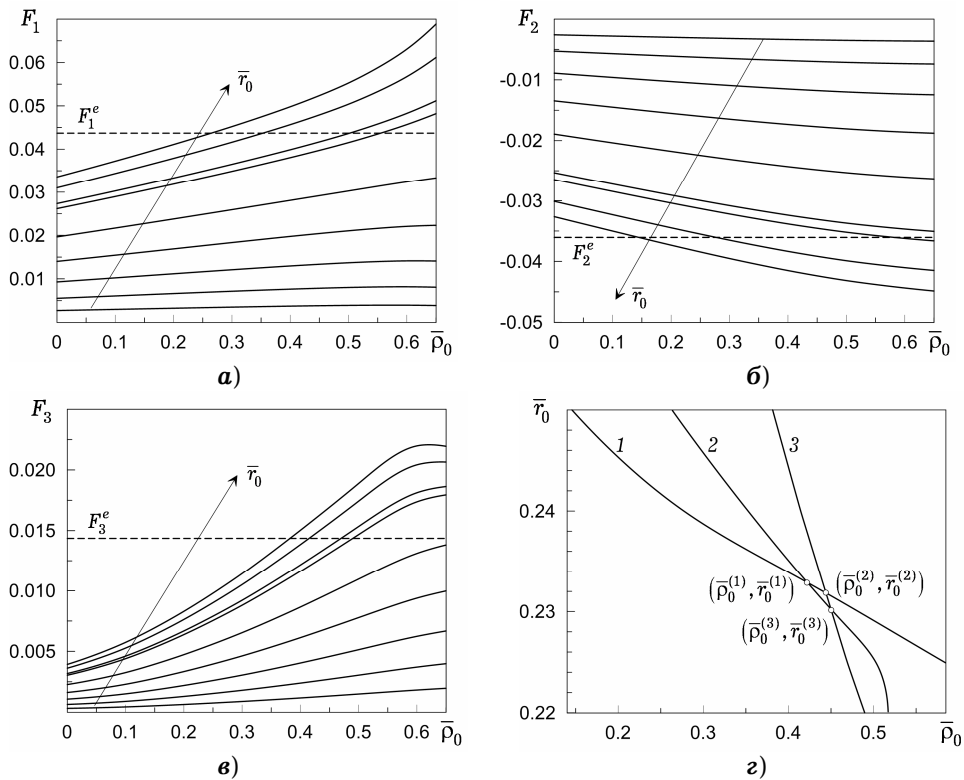 F̅₁
0.06
0.05
0.04
0.03
0.02
0.01
F₁ᵉ
r̅₀
0 0.1 0.2 0.3 0.4 0.5 0.6 ρ̅₀
а)
F̅₂
-0.01
-0.02
-0.03
-0.04
-0.05
F₂ᵉ
r̅₀
0 0.1 0.2 0.3 0.4 0.5 0.6 ρ̅₀
б)
F̅₃
0.020
0.015
0.010
0.005
F₃ᵉ
r̅₀
0 0.1 0.2 0.3 0.4 0.5 0.6 ρ̅₀
в)
r̅₀
0.24
0.23
0.22
1 2 3
(ρ̅₀⁽¹⁾, r̅₀⁽¹⁾)
(ρ̅₀⁽²⁾, r̅₀⁽²⁾)
(ρ̅₀⁽³⁾, r̅₀⁽³⁾)
0.2 0.3 0.4 0.5 ρ̅₀
г)